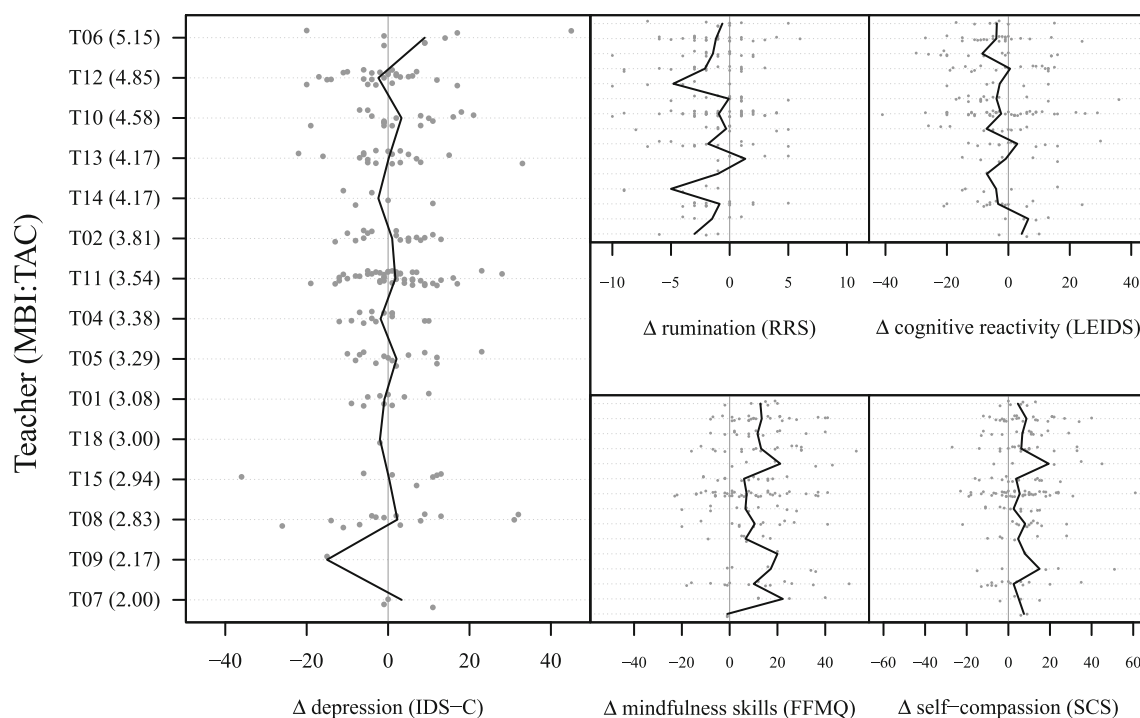 Teacher (MBI:TAC)
T06 (5.15)
T12 (4.85)
T10 (4.58)
T13 (4.17)
T14 (4.17)
T02 (3.81)
T11 (3.54)
T04 (3.38)
T05 (3.29)
T01 (3.08)
T18 (3.00)
T15 (2.94)
T08 (2.83)
T09 (2.17)
T07 (2.00)
−40 −20 0 20 40
Δ depression (IDS−C)
−10 −5 0 5 10
Δ rumination (RRS)
−40 −20 0 20 40
Δ cognitive reactivity (LEIDS)
−40 −20 0 20 40
Δ mindfulness skills (FFMQ)
−60 −40 −20 0 20 40 60
Δ self−compassion (SCS)